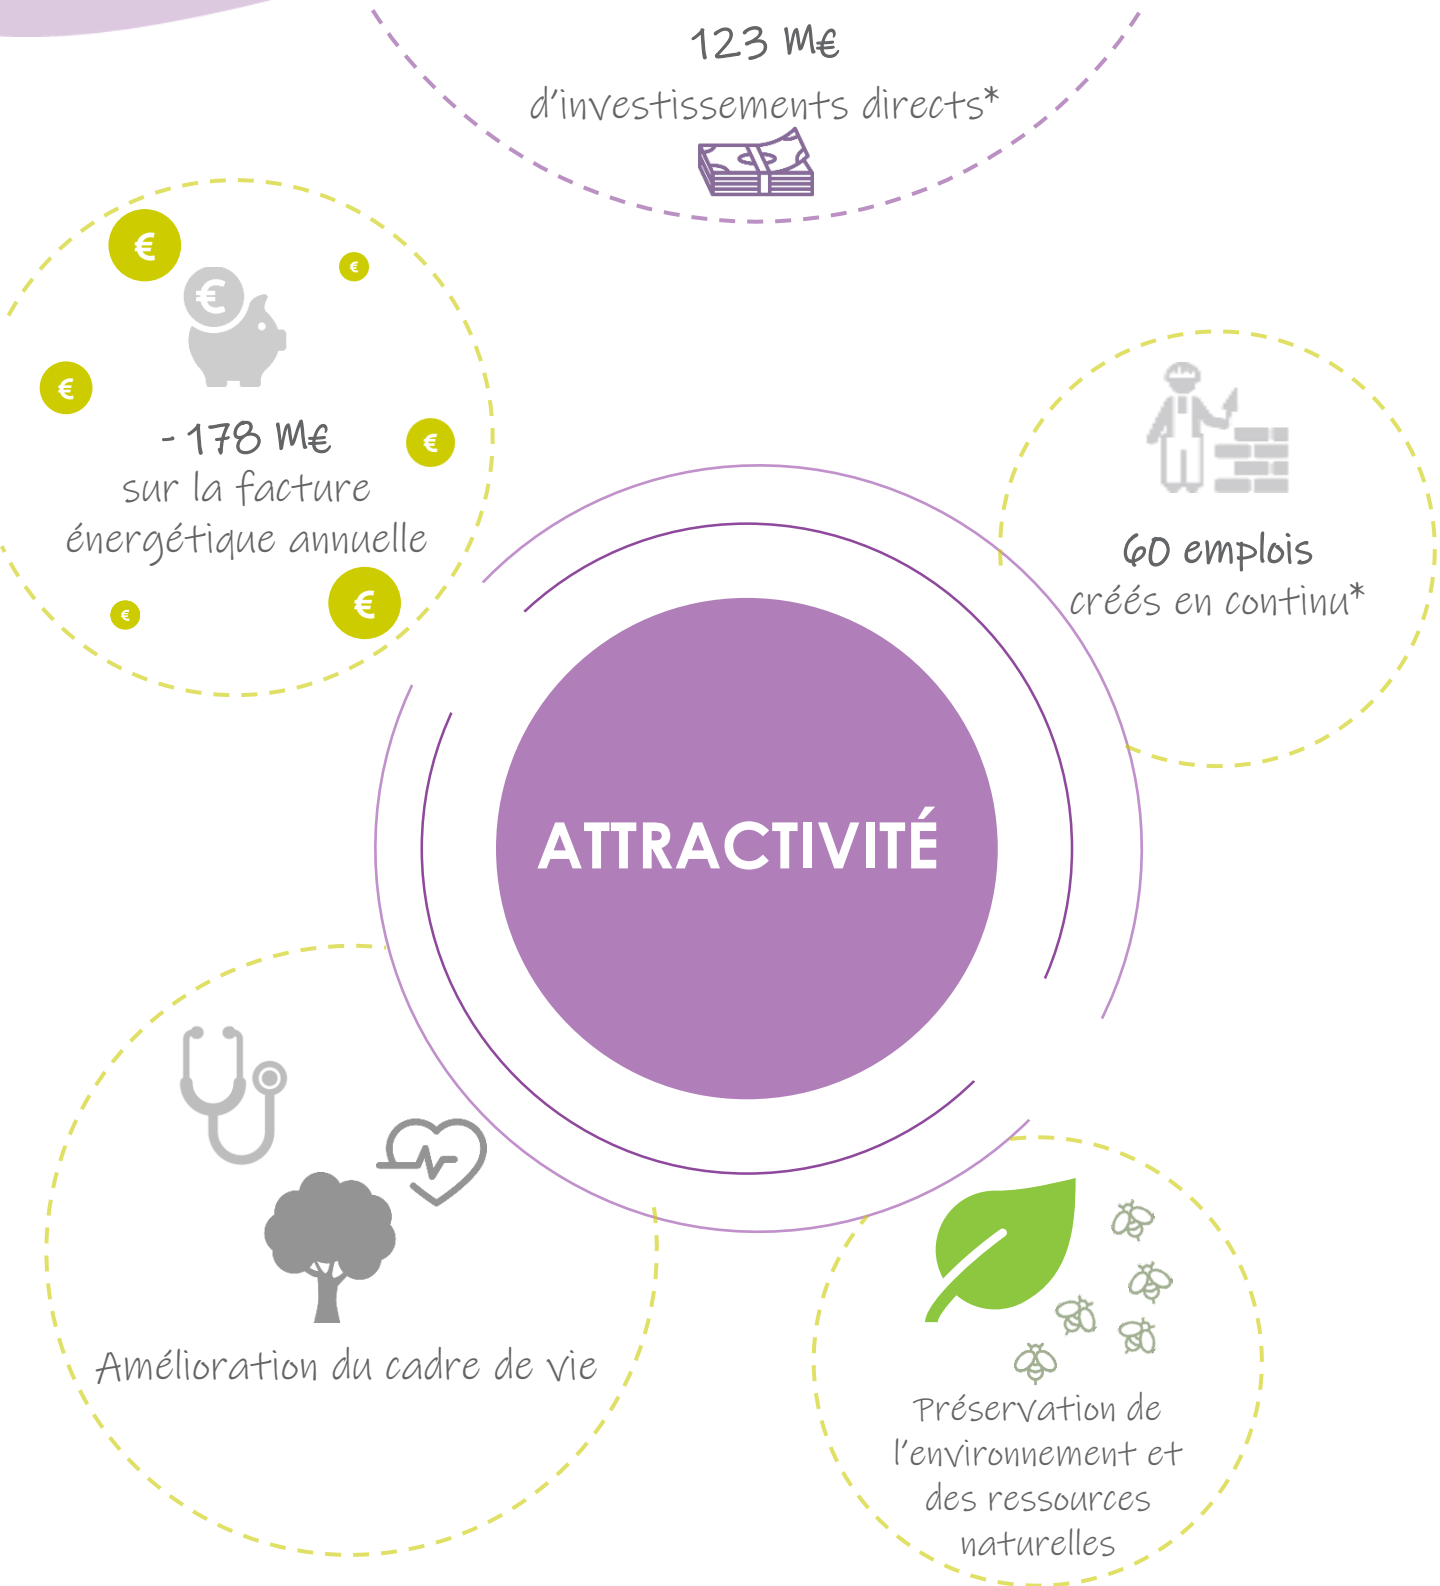 123 M€
d'investissements directs*
€
€
€
€
€
- 178 M€
sur la facture
énergétique annuelle
€
€
60 emplois
créés en continu*
ATTRACTIVITÉ
Amélioration du cadre de vie
Préservation de
l'environnement et
des ressources
naturelles